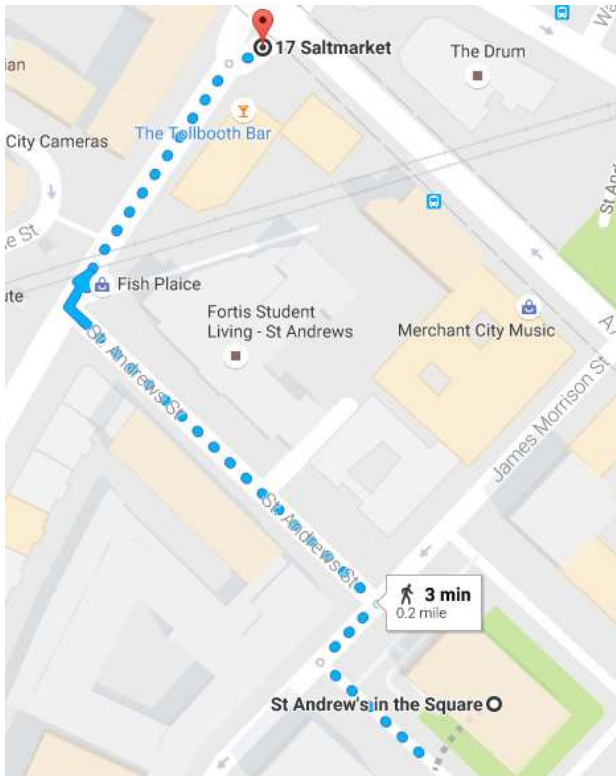 17 Saltmarket
The Drum
ian
The Tollbooth Bar
City Cameras
St And
e St
Fish Plaice
ute
Fortis Student
Living - St Andrews
Merchant City Music
St. Andrews St
James Morrison St
St. Andrews St
3 min
0.2 mile
St Andrew's in the Square